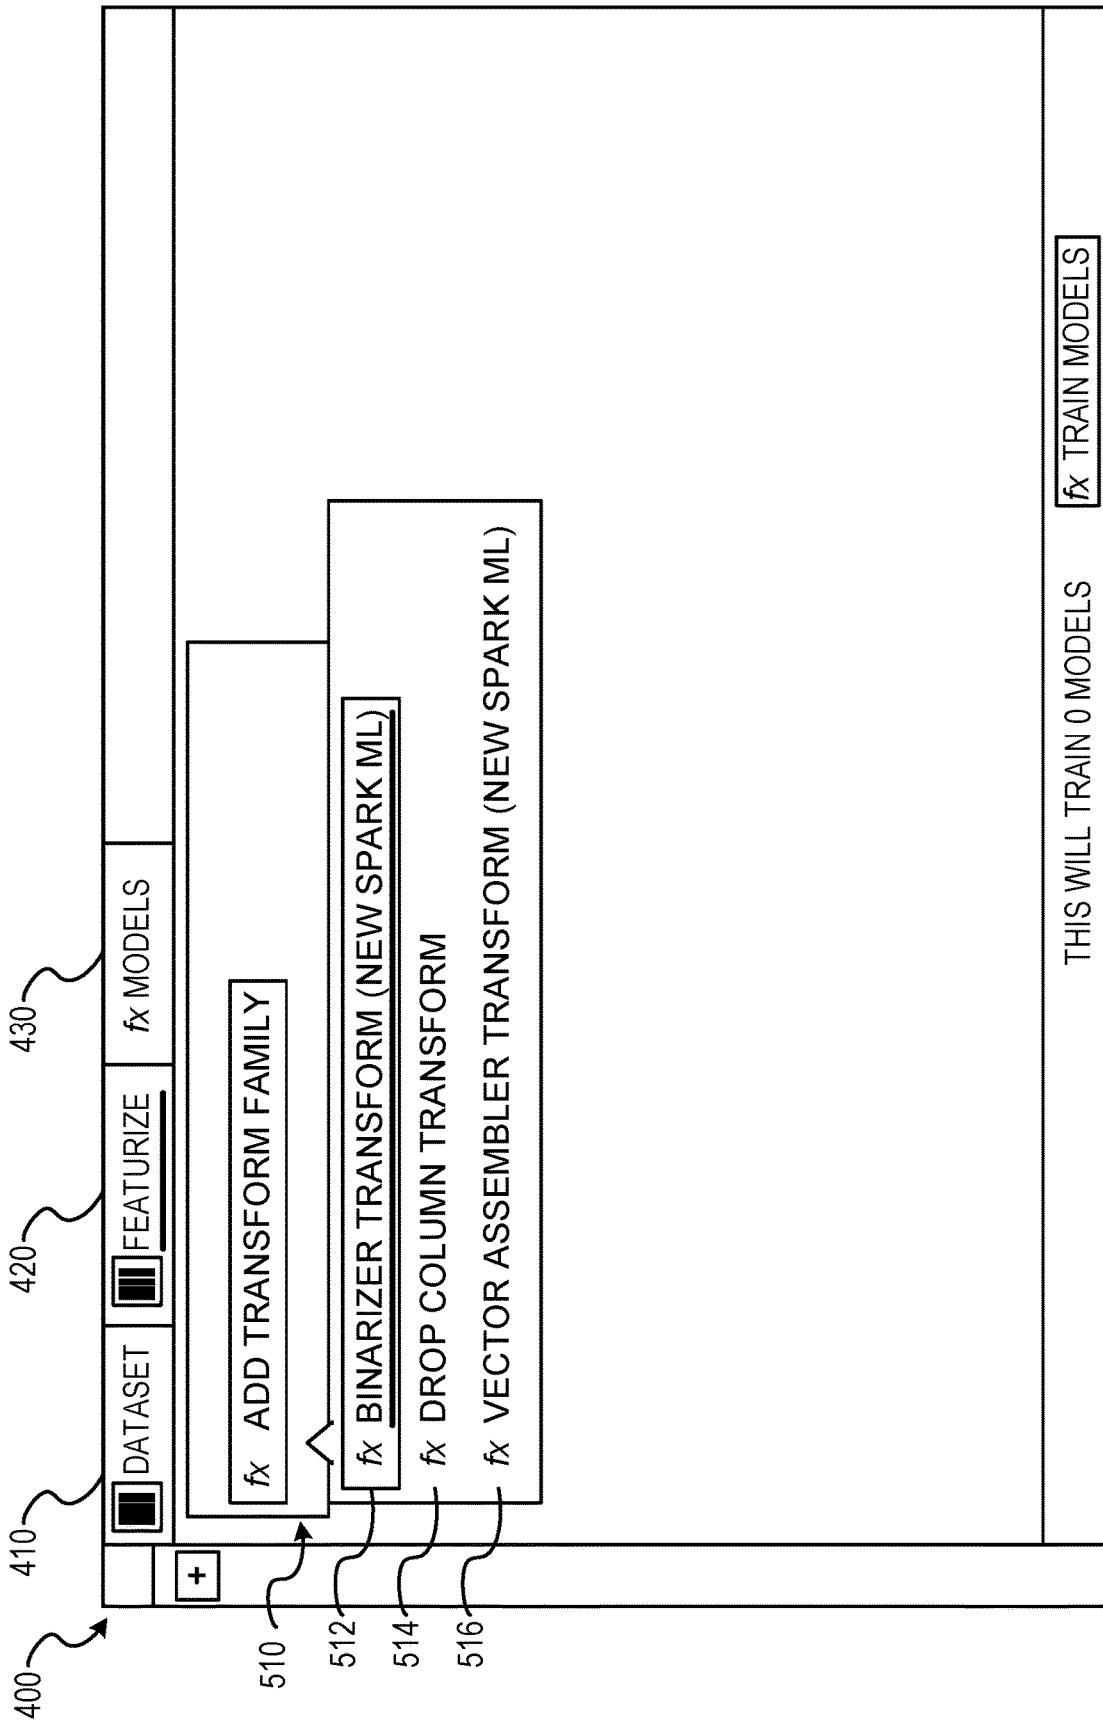 400
410
420
430
DATASET
FEATURIZE
fx MODELS
+
510
fx ADD TRANSFORM FAMILY
512
fx BINARIZER TRANSFORM (NEW SPARK ML)
514
fx DROP COLUMN TRANSFORM
516
fx VECTOR ASSEMBLER TRANSFORM (NEW SPARK ML)
THIS WILL TRAIN 0 MODELS
fx TRAIN MODELS